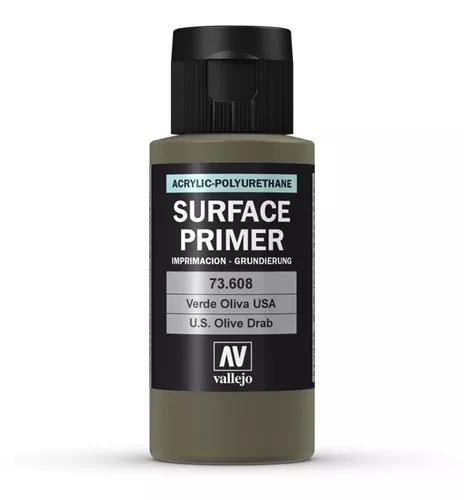 ACRYLIC-POLYURETHANE
SURFACE
PRIMER
IMPRIMACION - GRUNDIERUNG
73.608
Verde Oliva USA
U.S. Olive Drab
AV
vallejo